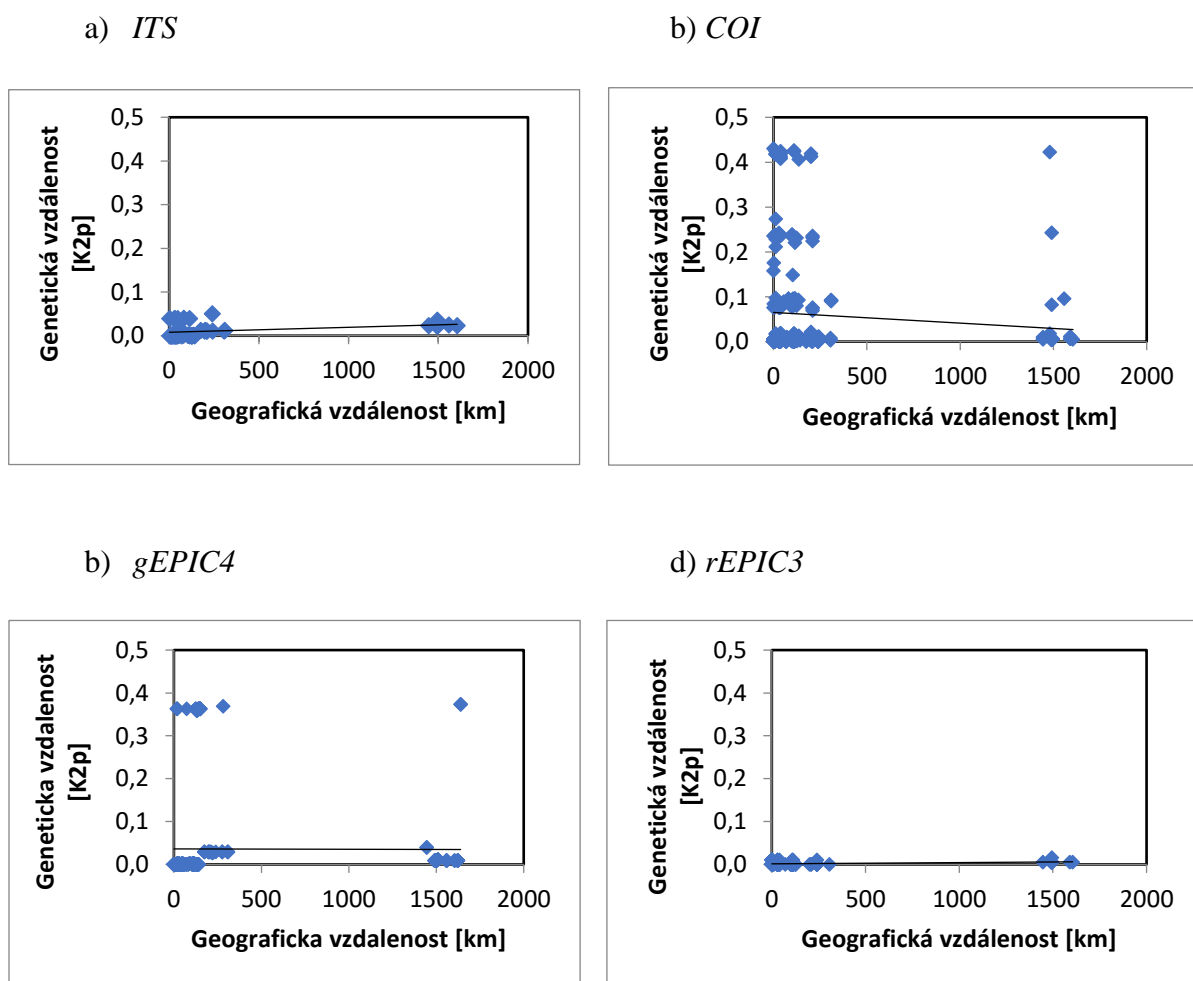 a) ITS
b) COI
0,5
0,4
0,3
0,2
0,1
0,0
Genetická vzdálenost
[K2p]
0 500 1000 1500 2000
Geografická vzdálenost [km]
0,5
0,4
0,3
0,2
0,1
0,0
Genetická vzdálenost
[K2p]
0 500 1000 1500 2000
Geografická vzdálenost [km]
b) gEPIC4
d) rEPIC3
0,5
0,4
0,3
0,2
0,1
0,0
Geneticka vzdalenost
[K2p]
0 500 1000 1500 2000
Geograficka vzdalenost [km]
0,5
0,4
0,3
0,2
0,1
0,0
Genetická vzdálenost
[K2p]
0 500 1000 1500 2000
Geografická vzdálenost [km]